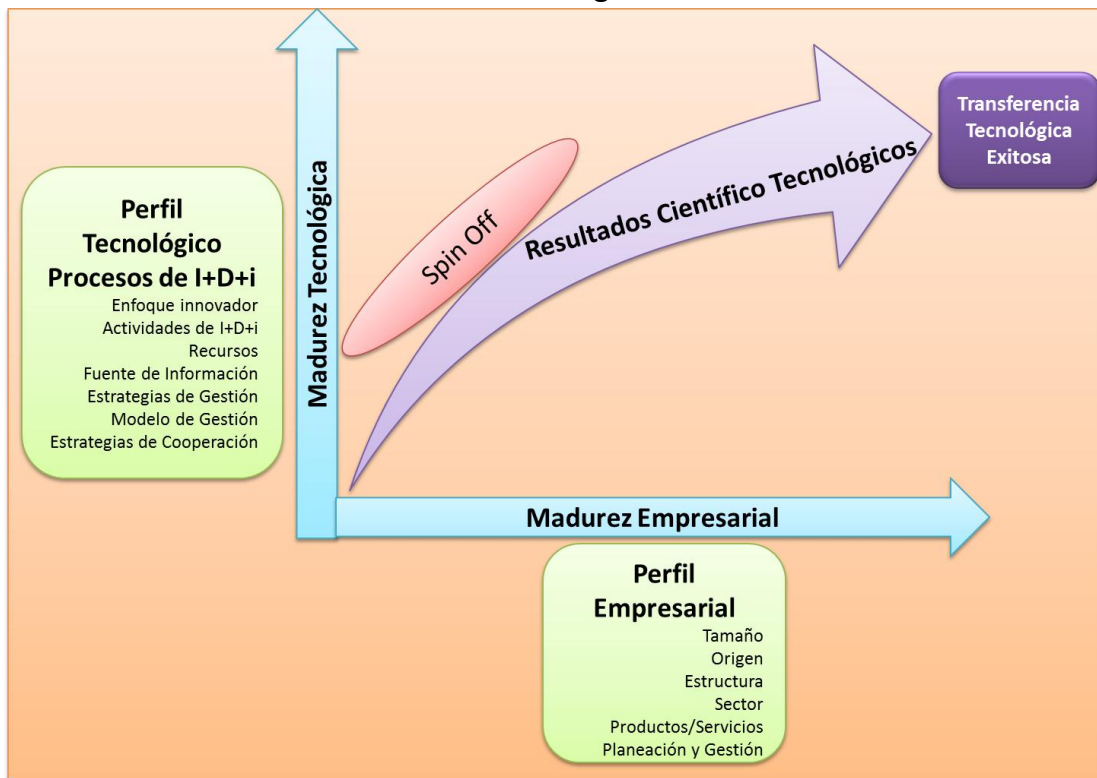 Perfil
Tecnológico
Procesos de I+D+i
Enfoque innovador
Actividades de I+D+i
Recursos
Fuente de Información
Estrategias de Gestión
Modelo de Gestión
Estrategias de Cooperación
Madurez Tecnológica
Spin Off
Resultados Científico Tecnológicos
Transferencia
Tecnológica
Exitosa
Madurez Empresarial
Perfil
Empresarial
Tamaño
Origen
Estructura
Sector
Productos/Servicios
Planeación y Gestión